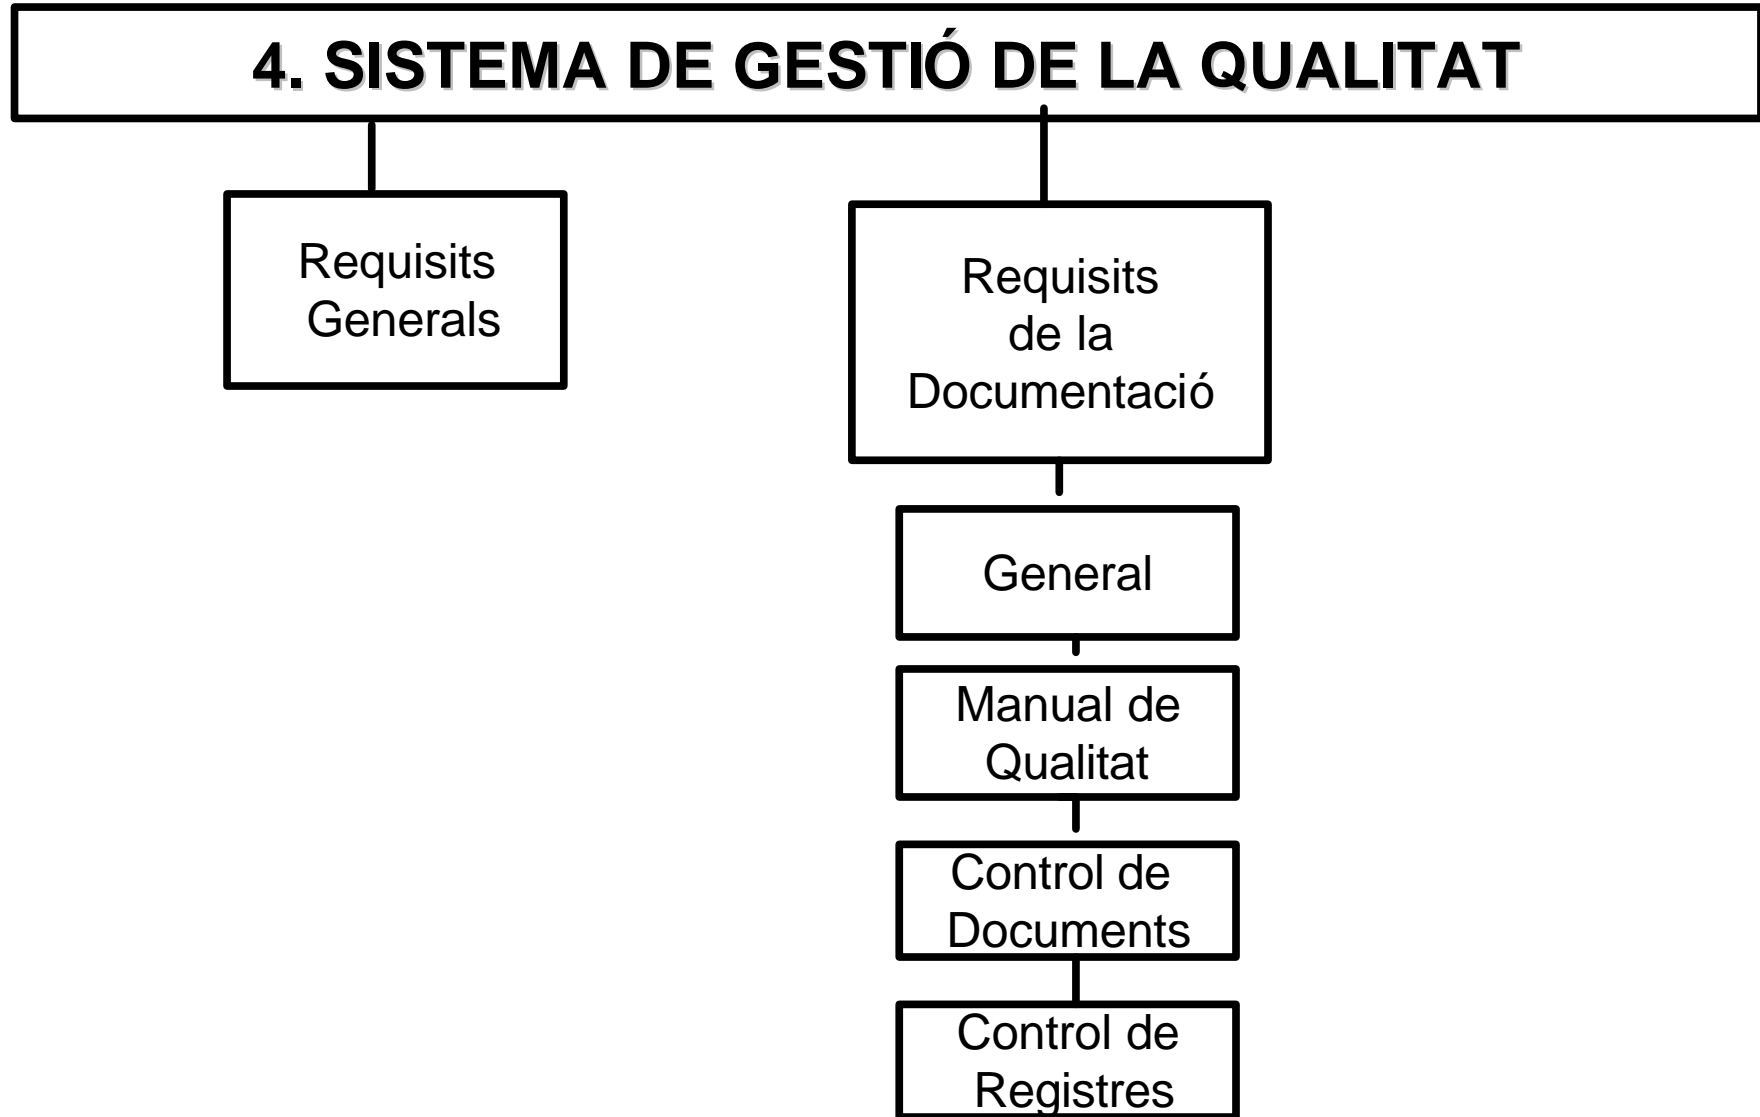 4. SISTEMA DE GESTIÓ DE LA QUALITAT
Requisits
Generals
Requisits
de la
Documentació
General
Manual de
Qualitat
Control de
Documents
Control de
Registres